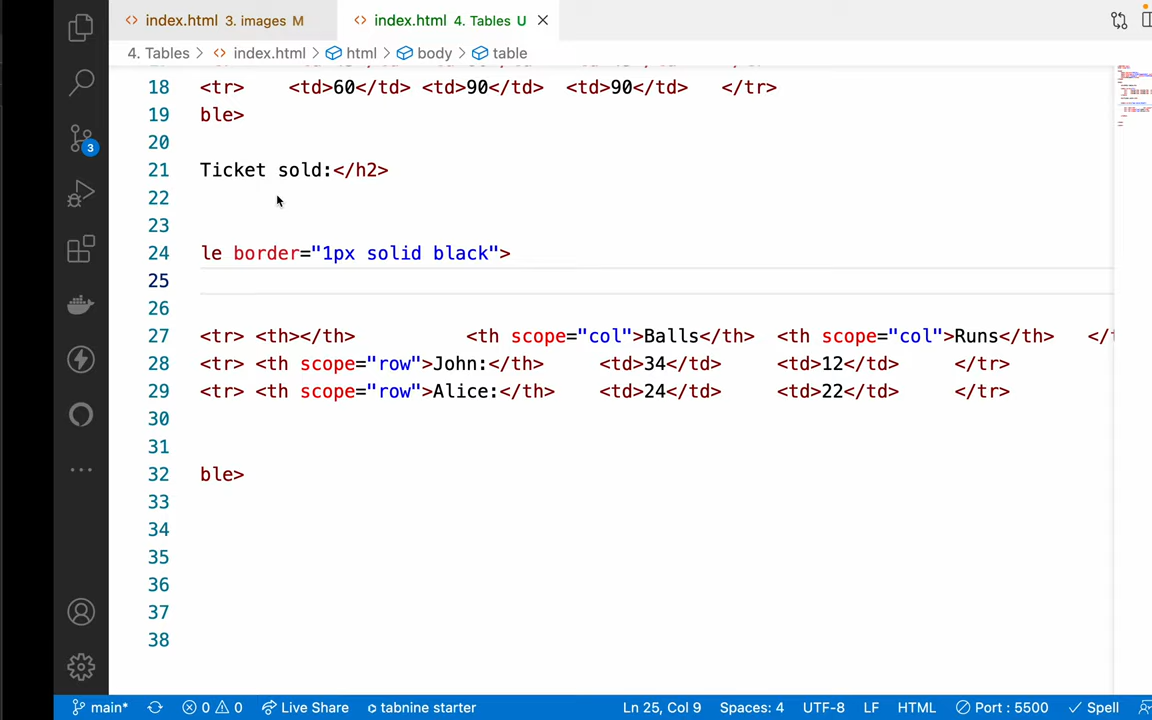 index.html 3. images M
index.html 4. Tables U
4. Tables > index.html > html > body > table
18 <tr> <td>60</td> <td>90</td> <td>90</td> </tr>
19 ble>
20
21 Ticket sold:</h2>
22
23
24 le border="1px solid black">
25
26
27 <tr> <th></th> <th scope="col">Balls</th> <th scope="col">Runs</th> </t
28 <tr> <th scope="row">John:</th> <td>34</td> <td>12</td> </tr>
29 <tr> <th scope="row">Alice:</th> <td>24</td> <td>22</td> </tr>
30
31
32 ble>
33
34
35
36
37
38
3
main* 0 0 Live Share tabnine starter Ln 25, Col 9 Spaces: 4 UTF-8 LF HTML Port : 5500 Spell